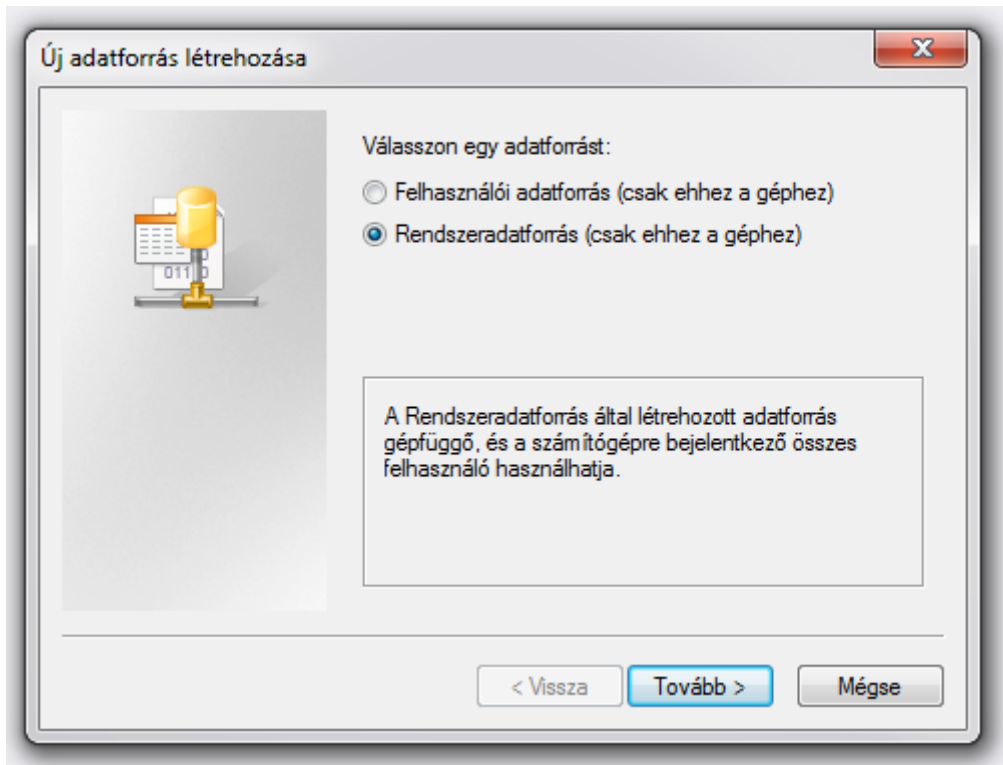 Új adatforrás létrehozása
Válasszon egy adatforrást:
Felhasználói adatforrás (csak ehhez a géphez)
Rendszeradatforrás (csak ehhez a géphez)
011
A Rendszeradatforrás által létrehozott adatforrás
gépfüggő, és a számítógépre bejelentkező összes
felhasználó használhatja.
< Vissza
Tovább >
Mégse